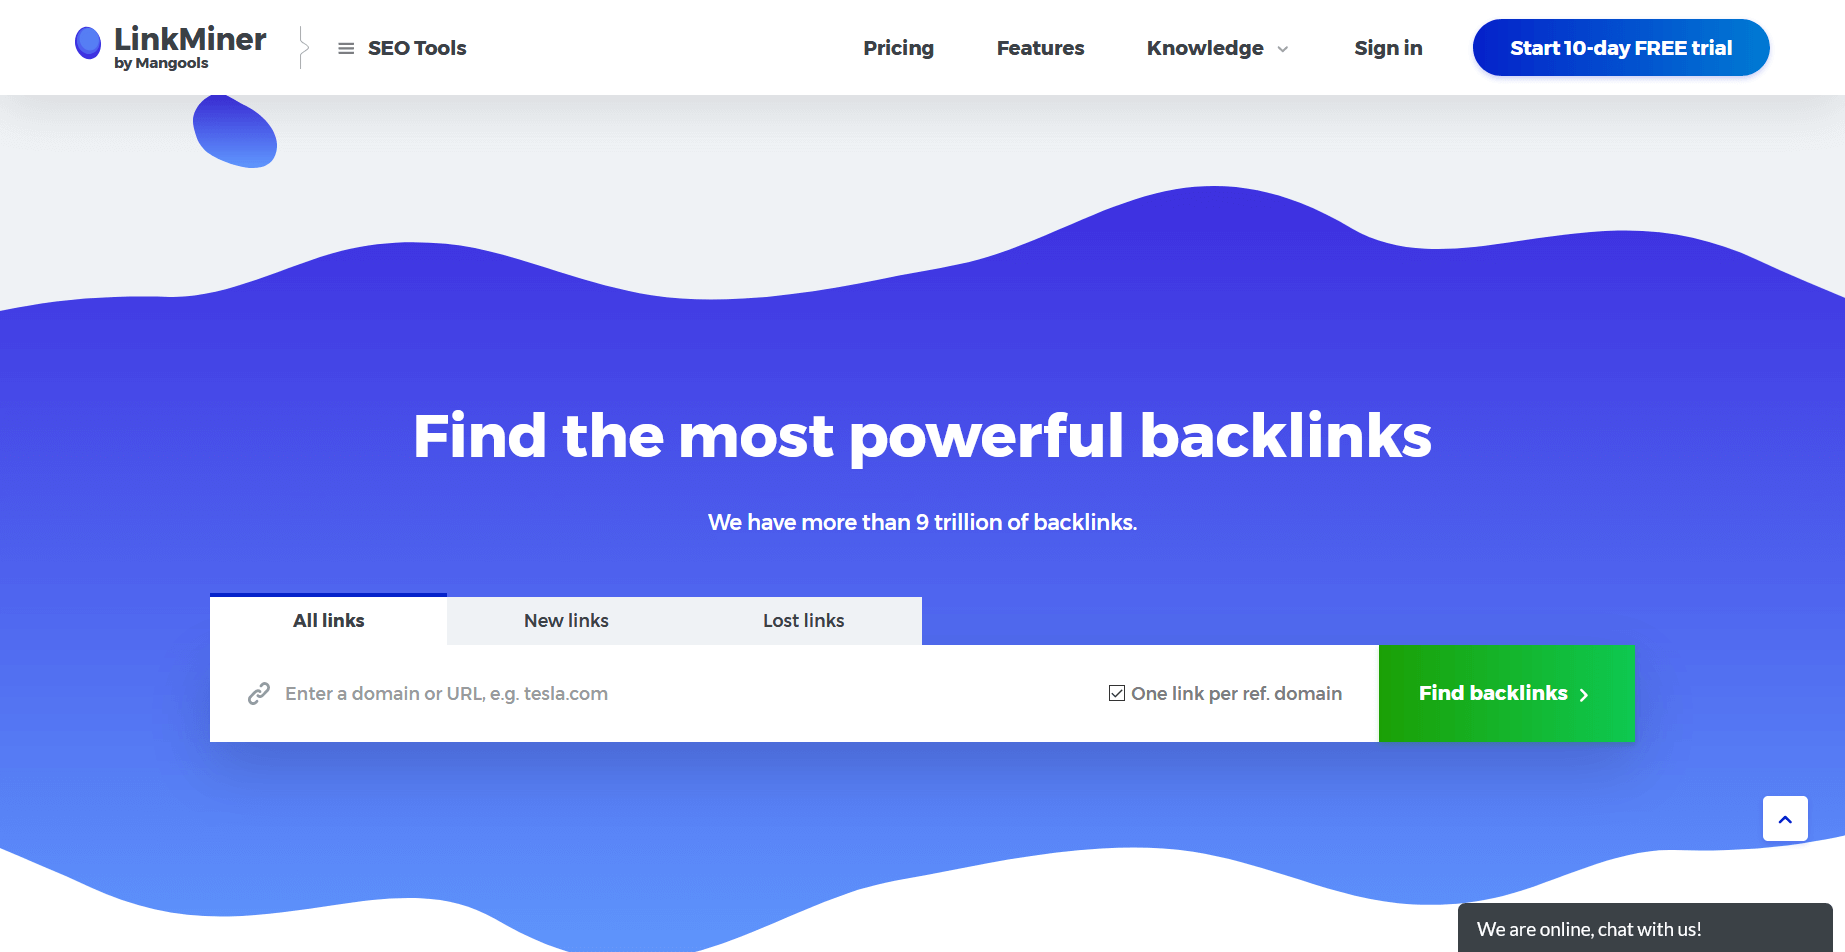 LinkMiner
by Mangools
SEO Tools
Pricing
Features
Knowledge
Sign in
Start 10-day FREE trial
Find the most powerful backlinks
We have more than 9 trillion of backlinks.
All links
New links
Lost links
Enter a domain or URL, e.g. tesla.com
One link per ref. domain
Find backlinks
We are online, chat with us!